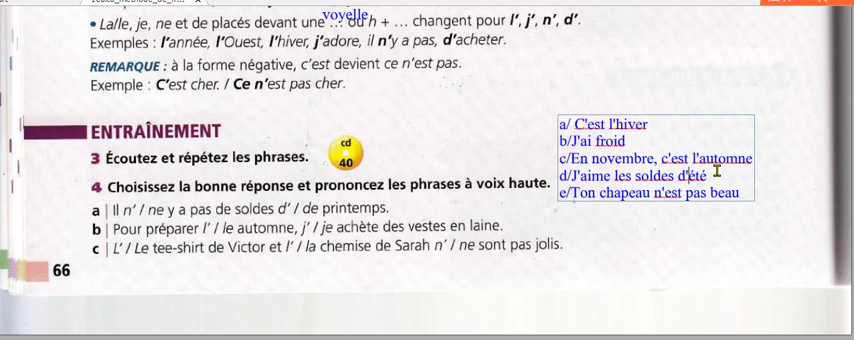 voyelle
• La/le, je, ne et de placés devant une ... ou h + ... changent pour l', j', n', d'.
Exemples : l'année, l'Ouest, l'hiver, j'adore, il n'y a pas, d'acheter.
REMARQUE : à la forme négative, c'est devient ce n'est pas.
Exemple : C'est cher. / Ce n'est pas cher.
ENTRAÎNEMENT
3 Écoutez et répétez les phrases.
cd
40
4 Choisissez la bonne réponse et prononcez les phrases à voix haute.
a | Il n' / ne y a pas de soldes d' / de printemps.
b | Pour préparer l' / le automne, j' / je achète des vestes en laine.
c | L' / Le tee-shirt de Victor et l' / la chemise de Sarah n' / ne sont pas jolis.
a/ C'est l'hiver
b/J'ai froid
c/En novembre, c'est l'automne
d/J'aime les soldes d'été
e/Ton chapeau n'est pas beau
66